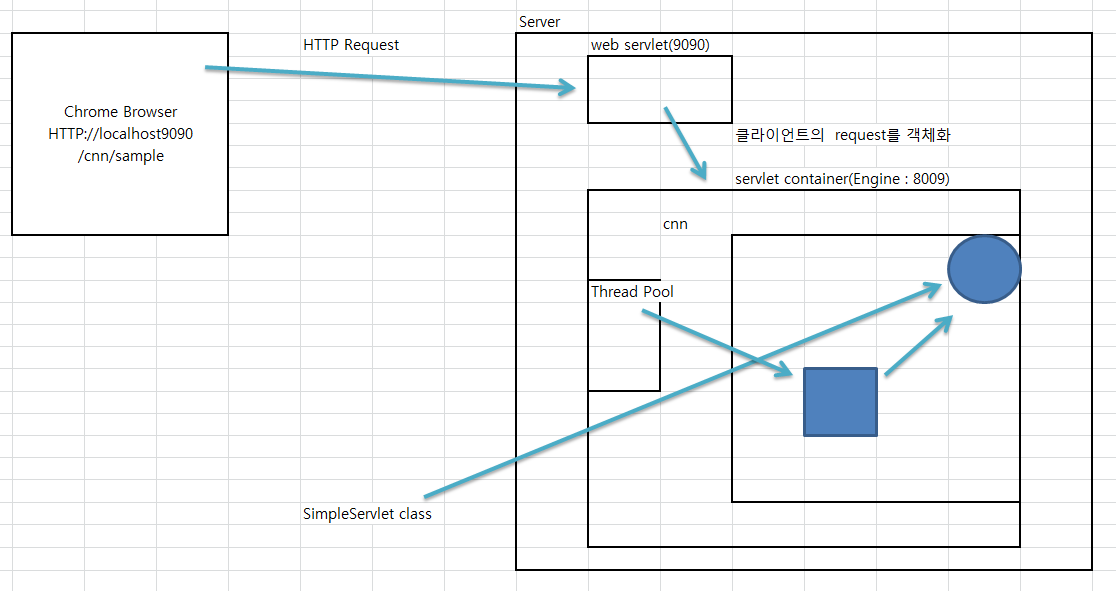 Server
HTTP Request
web servlet(9090)
Chrome Browser
HTTP://localhost9090
/cnn/sample
클라이언트의 request를 객체화
servlet container(Engine : 8009)
cnn
Thread Pool
SimpleServlet class